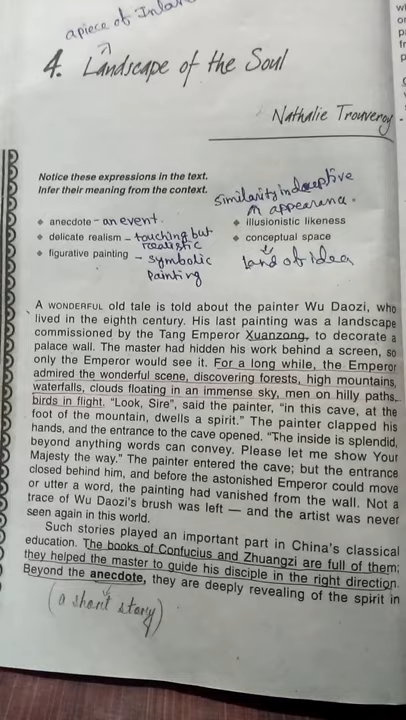 a piece of Inlan
4. Landscape of the Soul
Nathalie Trouveroy
Notice these expressions in the text.
Infer their meaning from the context.
similarity in deceptive
in appearance.
anecdote - an event.
illusionistic likeness
delicate realism - touching but
realistic
conceptual space
land of idea
figurative painting - symbolic
Painting
A WONDERFUL old tale is told about the painter Wu Daozi, who
lived in the eighth century. His last painting was a landscape
commissioned by the Tang Emperor Xuanzong, to decorate a
palace wall. The master had hidden his work behind a screen, so
only the Emperor would see it. For a long while, the Emperor
admired the wonderful scene, discovering forests, high mountains,
waterfalls, clouds floating in an immense sky, men on hilly paths,
birds in flight. "Look, Sire", said the painter, "in this cave, at the
foot of the mountain, dwells a spirit." The painter clapped his
hands, and the entrance to the cave opened. "The inside is splendid,
beyond anything words can convey. Please let me show Your
Majesty the way." The painter entered the cave; but the entrance
closed behind him, and before the astonished Emperor could move
or utter a word, the painting had vanished from the wall. Not a
trace of Wu Daozi's brush was left — and the artist was never
seen again in this world.
Such stories played an important part in China's classical
education. The books of Confucius and Zhuangzi are full of them;
they helped the master to guide his disciple in the right direction.
Beyond the anecdote, they are deeply revealing of the spirit in
(a short story)